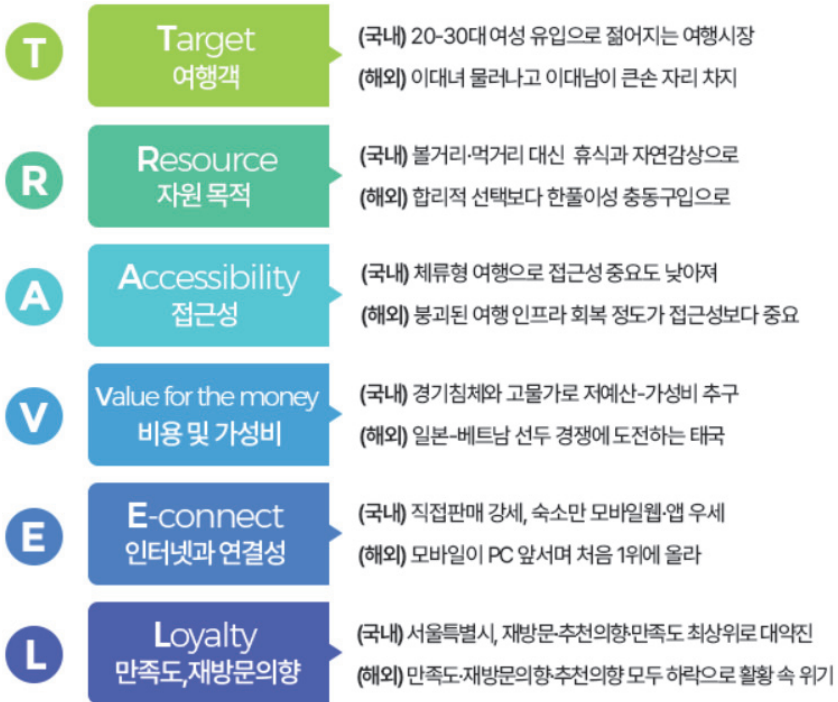 T
Target
여행객
(국내) 20-30대 여성 유입으로 젊어지는 여행시장
(해외) 이대녀 물러나고 이대남이 큰손 자리 차지
R
Resource
자원 목적
(국내) 볼거리·먹거리 대신 휴식과 자연감상으로
(해외) 합리적 선택보다 한풀이성 충동구입으로
A
Accessibility
접근성
(국내) 체류형 여행으로 접근성 중요도 낮아져
(해외) 붕괴된 여행 인프라 회복 정도가 접근성보다 중요
V
Value for the money
비용 및 가성비
(국내) 경기침체와 고물가로 저예산-가성비 추구
(해외) 일본-베트남 선두 경쟁에 도전하는 태국
E
E-connect
인터넷과 연결성
(국내) 직접판매 강세, 숙소만 모바일웹·앱 우세
(해외) 모바일이 PC 앞서며 처음 1위에 올라
L
Loyalty
만족도,재방문의향
(국내) 서울특별시, 재방문·추천의향·만족도 최상위로 대약진
(해외) 만족도·재방문의향·추천의향 모두 하락으로 활황 속 위기